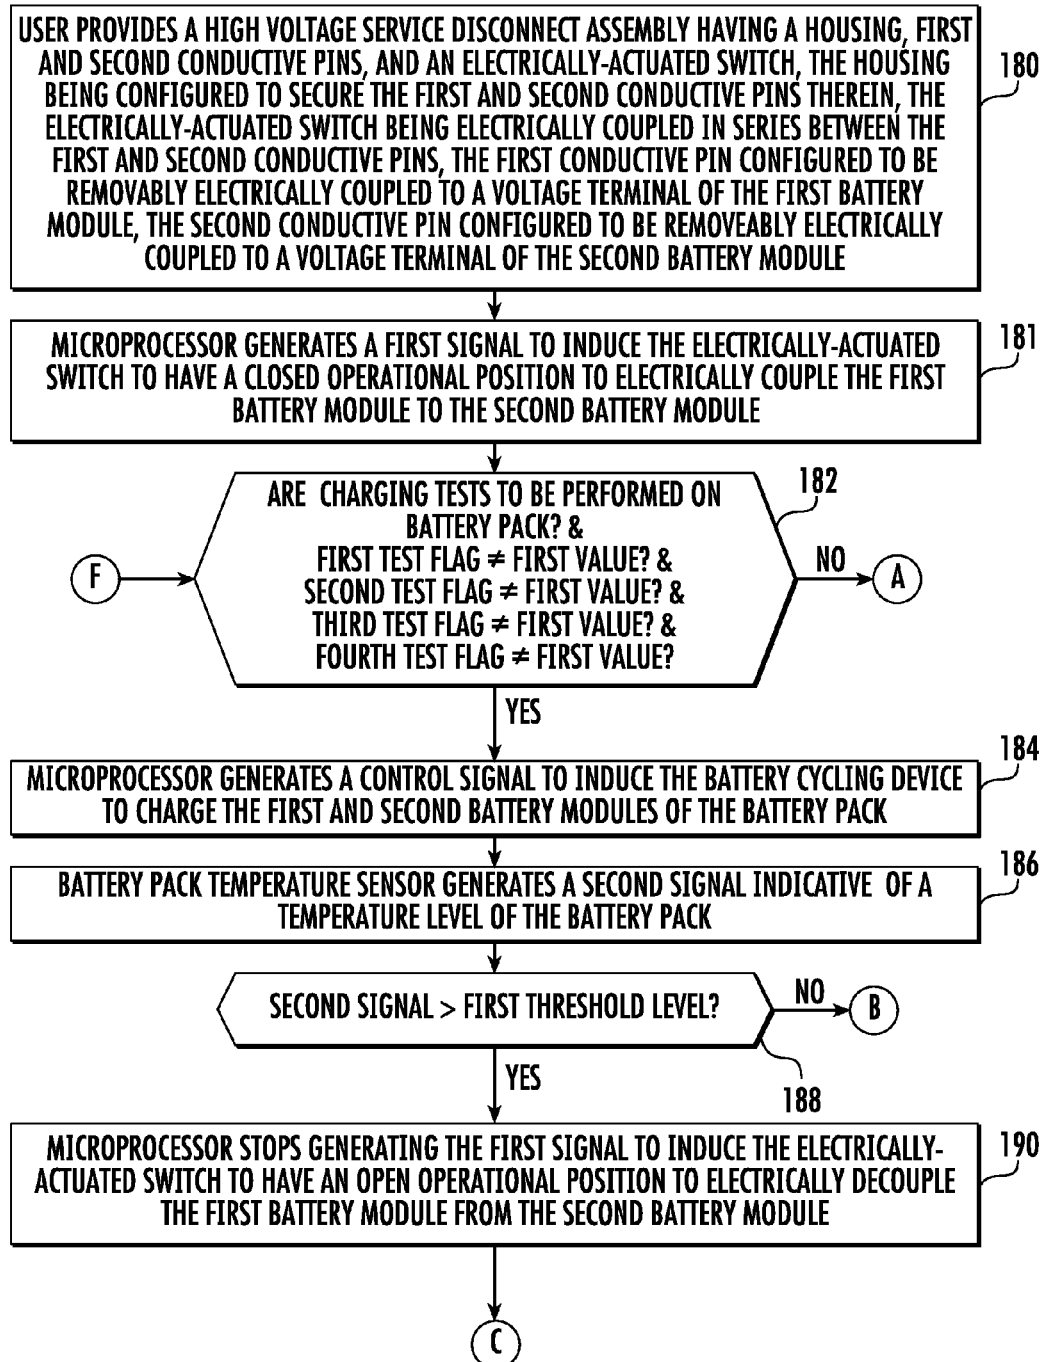 USER PROVIDES A HIGH VOLTAGE SERVICE DISCONNECT ASSEMBLY HAVING A HOUSING, FIRST
AND SECOND CONDUCTIVE PINS, AND AN ELECTRICALLY-ACTUATED SWITCH, THE HOUSING
BEING CONFIGURED TO SECURE THE FIRST AND SECOND CONDUCTIVE PINS THEREIN, THE
ELECTRICALLY-ACTUATED SWITCH BEING ELECTRICALLY COUPLED IN SERIES BETWEEN THE
FIRST AND SECOND CONDUCTIVE PINS, THE FIRST CONDUCTIVE PIN CONFIGURED TO BE
REMOVABLY ELECTRICALLY COUPLED TO A VOLTAGE TERMINAL OF THE FIRST BATTERY
MODULE, THE SECOND CONDUCTIVE PIN CONFIGURED TO BE REMOVEABLY ELECTRICALLY
COUPLED TO A VOLTAGE TERMINAL OF THE SECOND BATTERY MODULE
180
MICROPROCESSOR GENERATES A FIRST SIGNAL TO INDUCE THE ELECTRICALLY-ACTUATED
SWITCH TO HAVE A CLOSED OPERATIONAL POSITION TO ELECTRICALLY COUPLE THE FIRST
BATTERY MODULE TO THE SECOND BATTERY MODULE
181
ARE CHARGING TESTS TO BE PERFORMED ON
BATTERY PACK? &
FIRST TEST FLAG ≠ FIRST VALUE? &
SECOND TEST FLAG ≠ FIRST VALUE? &
THIRD TEST FLAG ≠ FIRST VALUE? &
FOURTH TEST FLAG ≠ FIRST VALUE?
182
F
NO
A
YES
MICROPROCESSOR GENERATES A CONTROL SIGNAL TO INDUCE THE BATTERY CYCLING DEVICE
TO CHARGE THE FIRST AND SECOND BATTERY MODULES OF THE BATTERY PACK
184
BATTERY PACK TEMPERATURE SENSOR GENERATES A SECOND SIGNAL INDICATIVE OF A
TEMPERATURE LEVEL OF THE BATTERY PACK
186
SECOND SIGNAL > FIRST THRESHOLD LEVEL?
NO
B
188
YES
MICROPROCESSOR STOPS GENERATING THE FIRST SIGNAL TO INDUCE THE ELECTRICALLY-
ACTUATED SWITCH TO HAVE AN OPEN OPERATIONAL POSITION TO ELECTRICALLY DECOUPLE
THE FIRST BATTERY MODULE FROM THE SECOND BATTERY MODULE
190
C